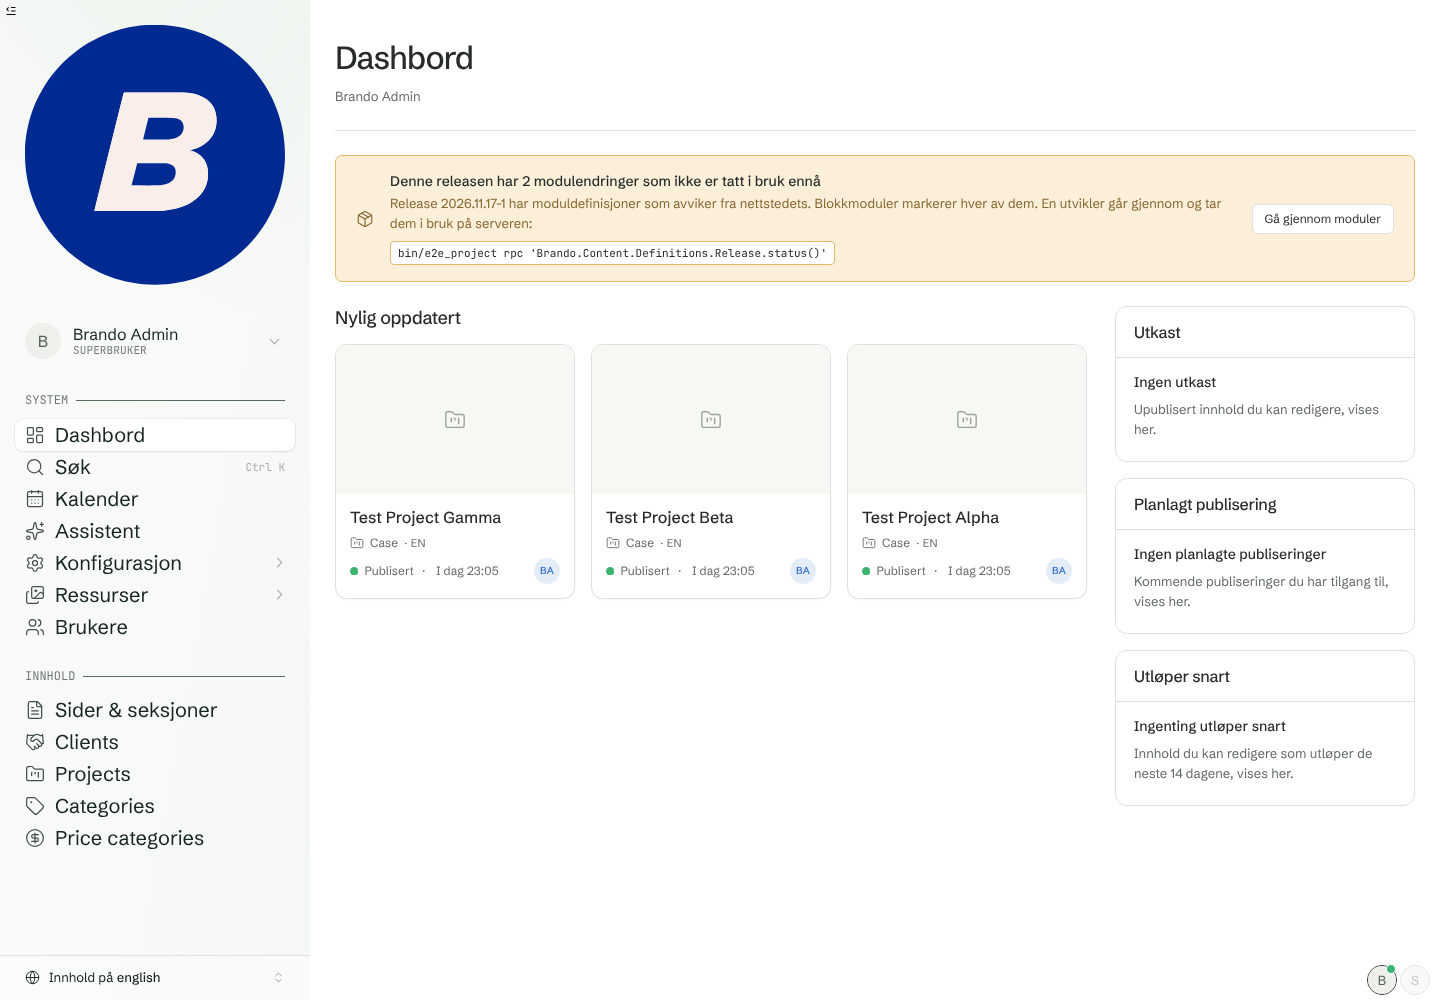 B
Brando Admin
SUPERBRUKER
B
SYSTEM
Dashbord
Søk
Ctrl K
Kalender
Assistent
Konfigurasjon
Ressurser
Brukere
INNHOLD
Sider & seksjoner
Clients
Projects
Categories
Price categories
Innhold på english
Dashbord
Brando Admin
Denne releasen har 2 modulendringer som ikke er tatt i bruk ennå
Release 2026.11.17-1 har moduldefinisjoner som avviker fra nettstedets. Blokkmoduler markerer hver av dem. En utvikler går gjennom og tar
dem i bruk på serveren:
bin/e2e_project rpc 'Brando.Content.Definitions.Release.status()'
Gå gjennom moduler
Nylig oppdatert
Test Project Gamma
Case · EN
Publisert · I dag 23:05
BA
Test Project Beta
Case · EN
Publisert · I dag 23:05
BA
Test Project Alpha
Case · EN
Publisert · I dag 23:05
BA
Utkast
Ingen utkast
Upublisert innhold du kan redigere, vises
her.
Planlagt publisering
Ingen planlagte publiseringer
Kommende publiseringer du har tilgang til,
vises her.
Utløper snart
Ingenting utløper snart
Innhold du kan redigere som utløper de
neste 14 dagene, vises her.
B
S